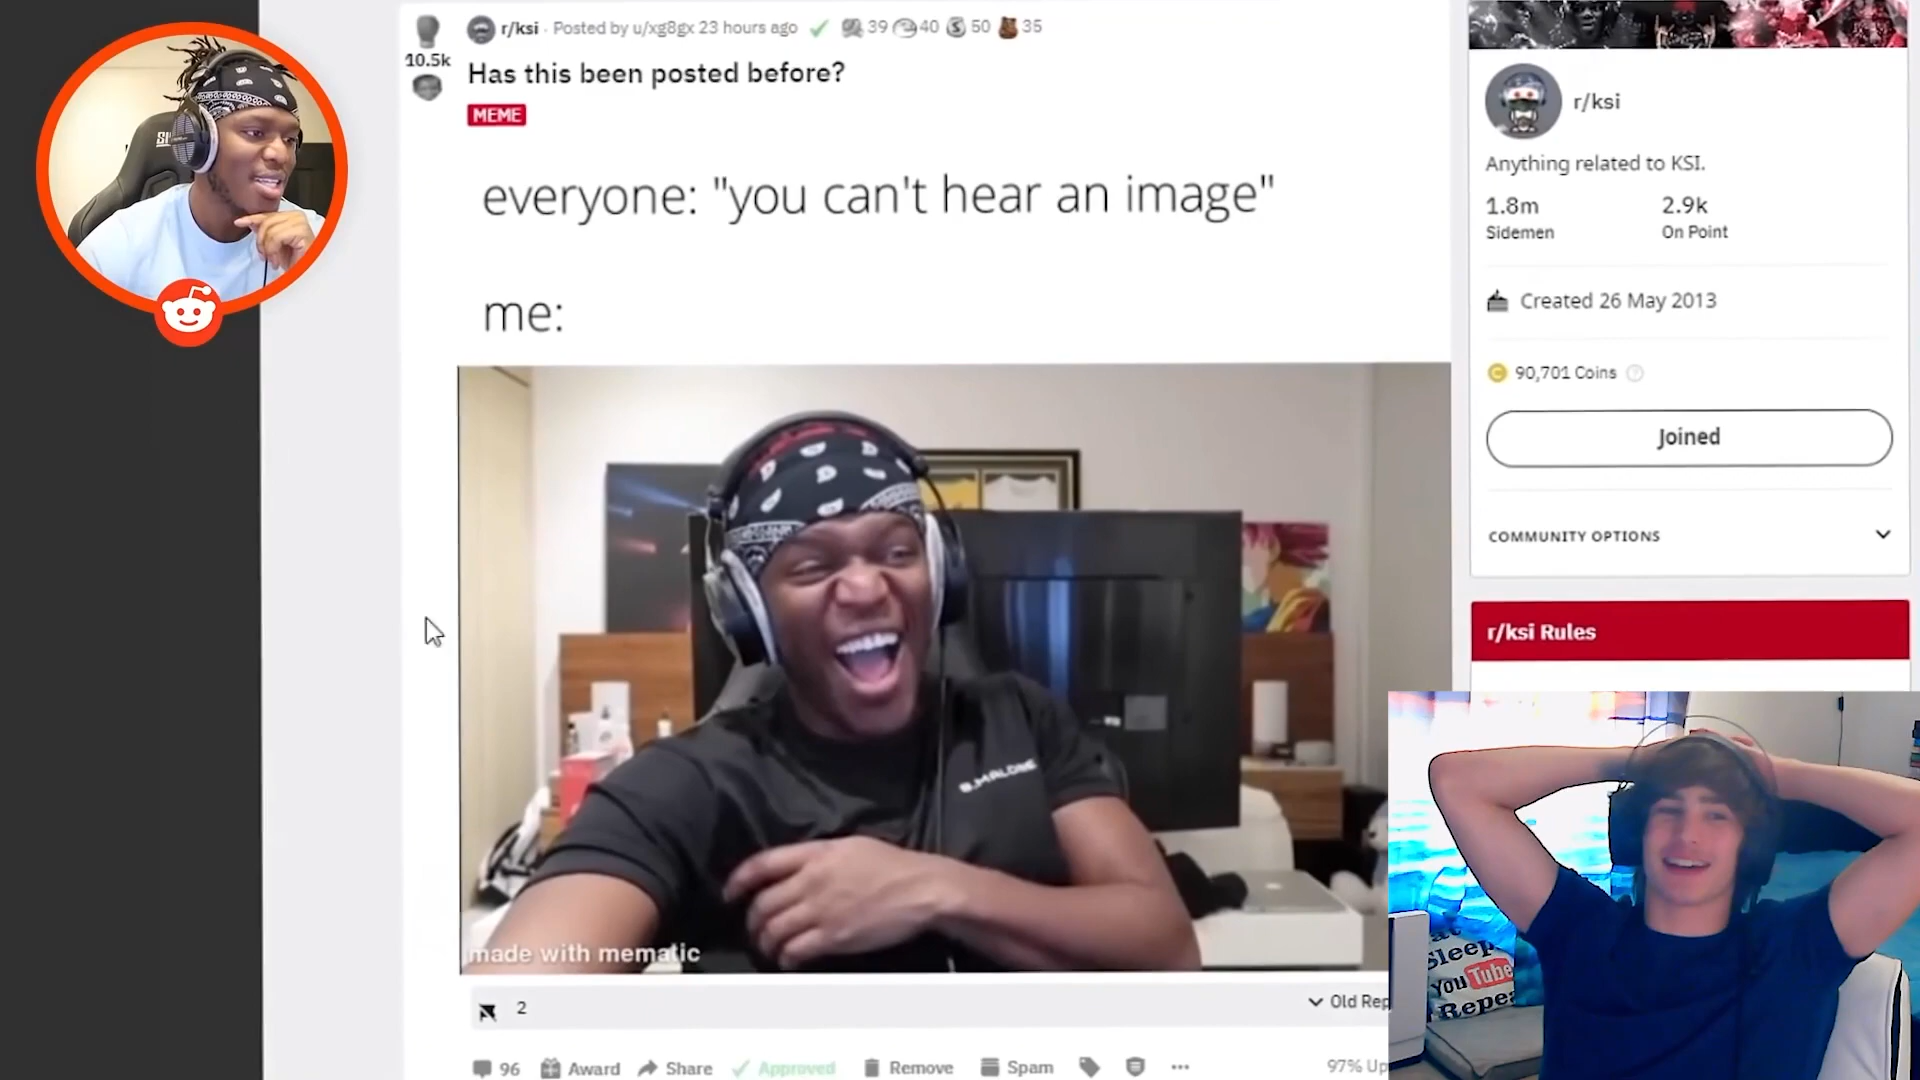 r/ksi · Posted by u/xg8gx 23 hours ago 39 40 50 35
10.5k
Has this been posted before?
MEME
everyone: "you can't hear an image"
me:
made with mematic
2
Old Rep
96 Award Share Approved Remove Spam ··· 97% Up
r/ksi
Anything related to KSI.
1.8m 2.9k
Sidemen On Point
Created 26 May 2013
90,701 Coins
Joined
COMMUNITY OPTIONS
r/ksi Rules
Sleep
YouTube
Repeat